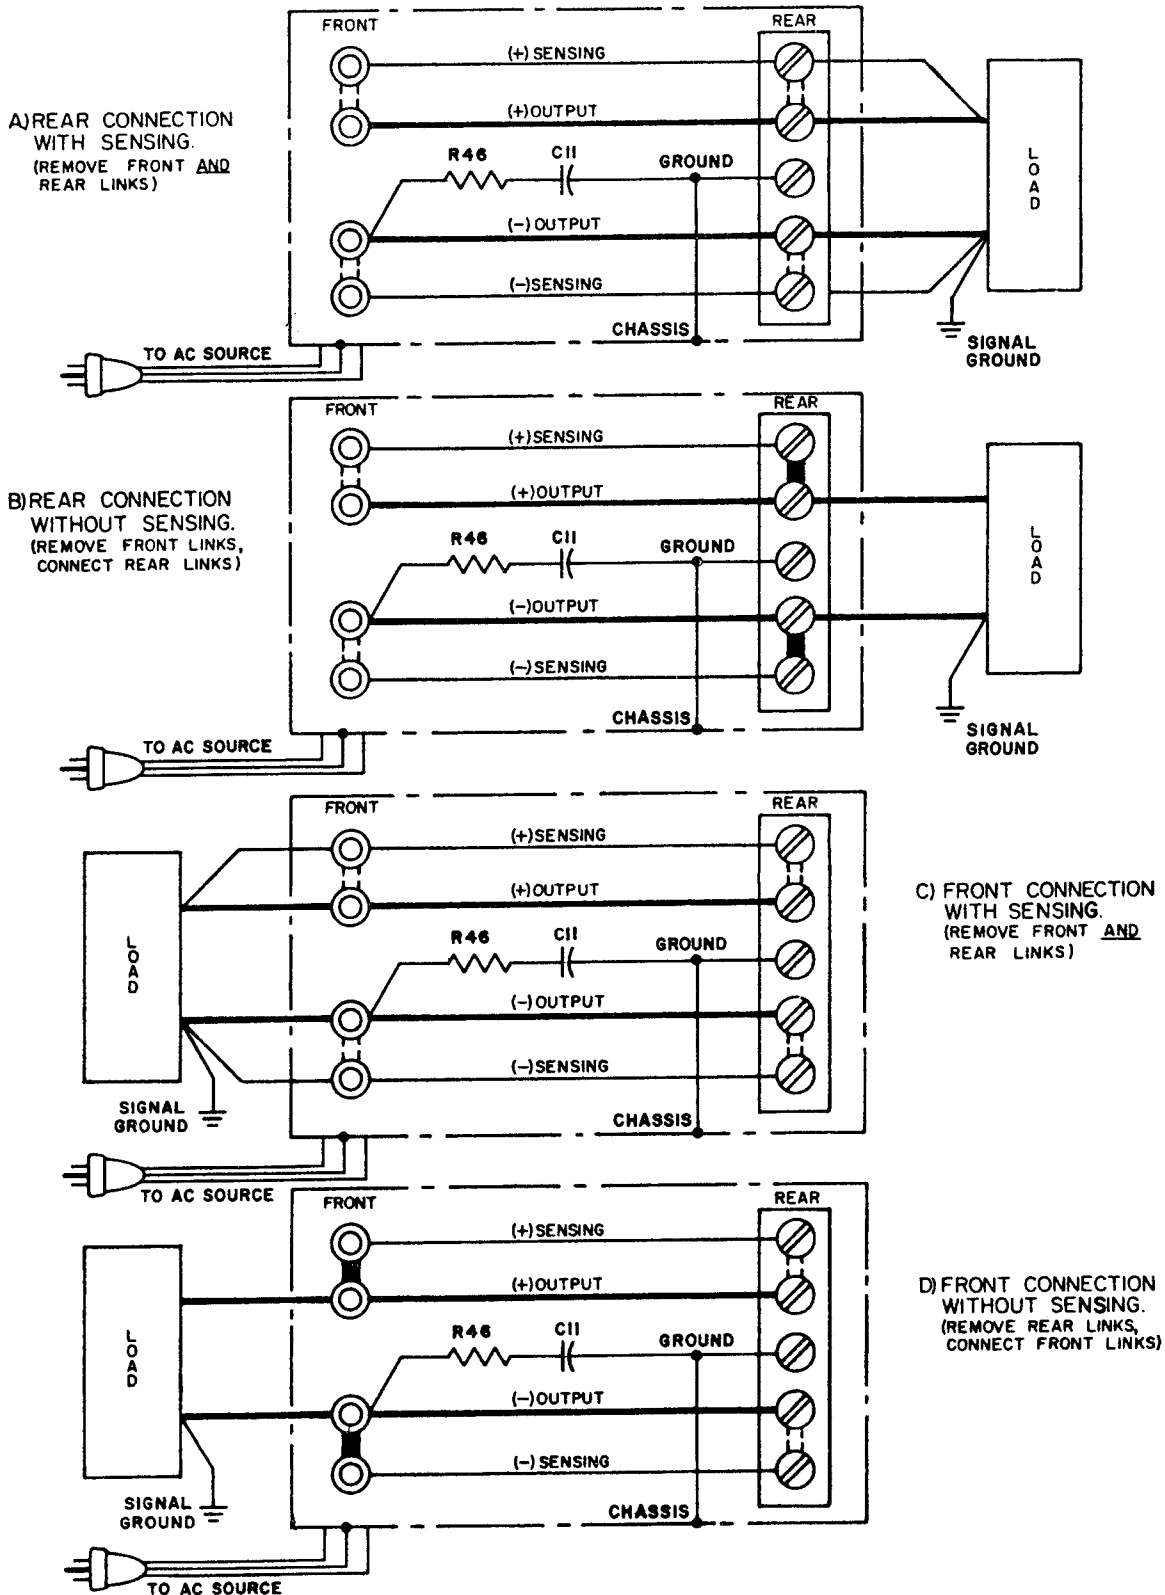 FRONT
REAR
(+) SENSING
A) REAR CONNECTION
WITH SENSING.
(REMOVE FRONT AND
REAR LINKS)
(+) OUTPUT
R46
C11
GROUND
LOAD
(-) OUTPUT
(-) SENSING
CHASSIS
SIGNAL
GROUND
TO AC SOURCE
FRONT
REAR
(+) SENSING
B) REAR CONNECTION
WITHOUT SENSING.
(REMOVE FRONT LINKS,
CONNECT REAR LINKS)
(+) OUTPUT
R46
C11
GROUND
LOAD
(-) OUTPUT
(-) SENSING
CHASSIS
SIGNAL
GROUND
TO AC SOURCE
FRONT
REAR
(+) SENSING
(+) OUTPUT
C) FRONT CONNECTION
WITH SENSING.
(REMOVE FRONT AND
REAR LINKS)
LOAD
R46
C11
GROUND
(-) OUTPUT
(-) SENSING
SIGNAL
GROUND
CHASSIS
TO AC SOURCE
FRONT
REAR
(+) SENSING
(+) OUTPUT
D) FRONT CONNECTION
WITHOUT SENSING.
(REMOVE REAR LINKS,
CONNECT FRONT LINKS)
LOAD
R46
C11
GROUND
(-) OUTPUT
(-) SENSING
SIGNAL
GROUND
CHASSIS
TO AC SOURCE